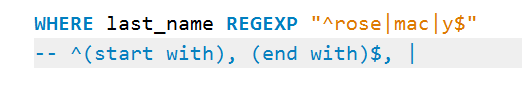 WHERE last_name REGEXP "^rose|mac|y$"
-- ^(start with), (end with)$, |